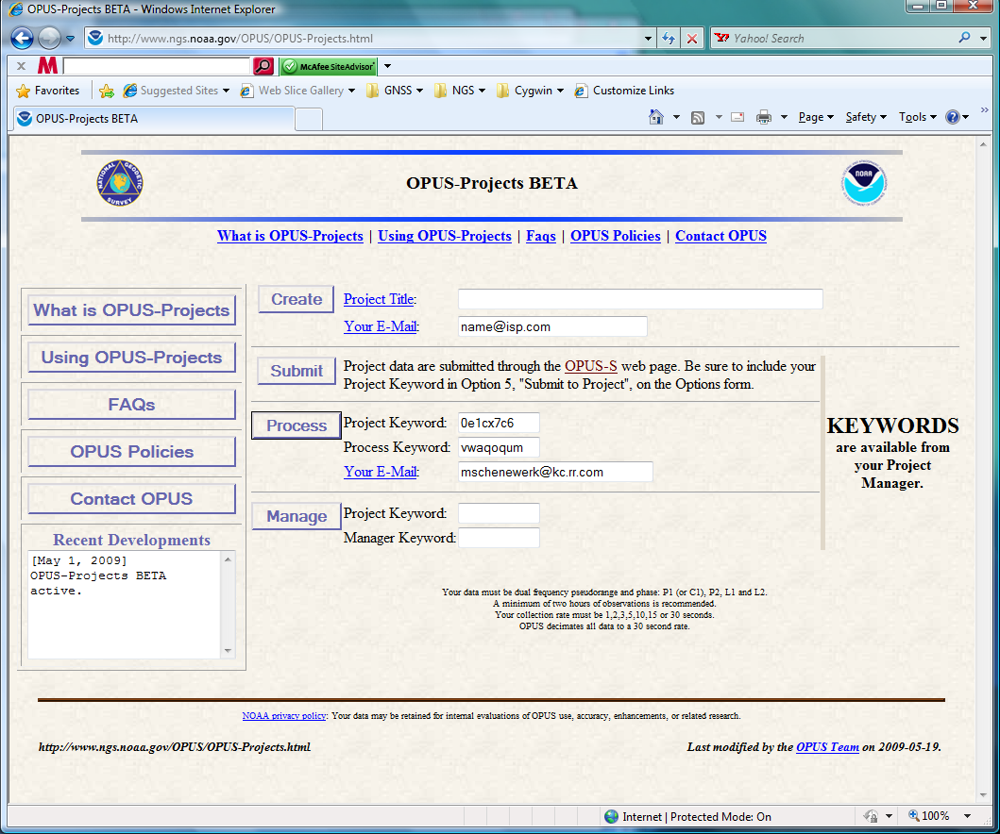 OPUS-Projects BETA - Windows Internet Explorer
http://www.ngs.noaa.gov/OPUS/OPUS-Projects.html
Yahoo! Search
McAfee SiteAdvisor
Favorites Suggested Sites Web Slice Gallery GNSS NGS Cygwin Customize Links
OPUS-Projects BETA
Page Safety Tools
NATIONAL GEODETIC SURVEY
OPUS-Projects BETA
NOAA
What is OPUS-Projects | Using OPUS-Projects | Faqs | OPUS Policies | Contact OPUS
What is OPUS-Projects
Using OPUS-Projects
FAQs
OPUS Policies
Contact OPUS
Recent Developments
[May 1, 2009]
OPUS-Projects BETA
active.
Create Project Title:
Your E-Mail: name@isp.com
Submit Project data are submitted through the OPUS-S web page. Be sure to include your
Project Keyword in Option 5, "Submit to Project", on the Options form.
Process Project Keyword: 0e1cx7c6
Process Keyword: vwaqoqum
Your E-Mail: mschenewerk@kc.rr.com
Manage Project Keyword:
Manager Keyword:
KEYWORDS
are available from
your Project
Manager.
Your data must be dual frequency pseudorange and phase: P1 (or C1), P2, L1 and L2.
A minimum of two hours of observations is recommended.
Your collection rate must be 1,2,3,5,10,15 or 30 seconds.
OPUS decimates all data to a 30 second rate.
NOAA privacy policy: Your data may be retained for internal evaluations of OPUS use, accuracy, enhancements, or related research.
http://www.ngs.noaa.gov/OPUS/OPUS-Projects.html
Last modified by the OPUS Team on 2009-05-19.
Internet | Protected Mode: On
100%